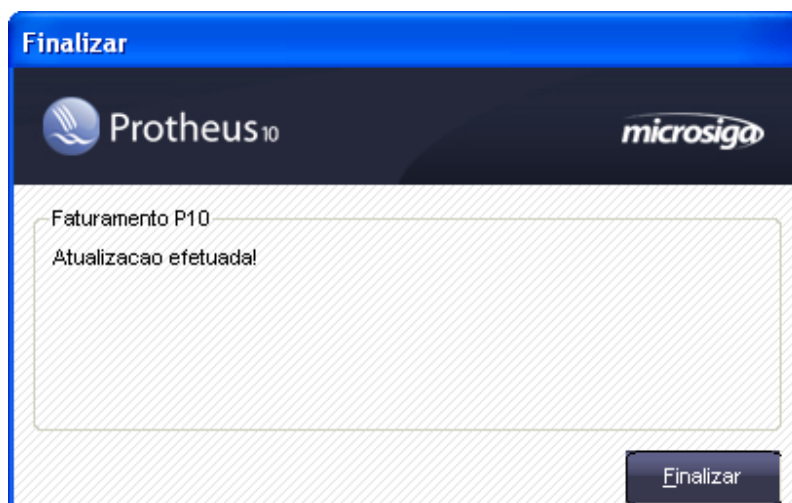 Finalizar
Protheus10
microsiga
Faturamento P10
Atualizacao efetuada!
Finalizar